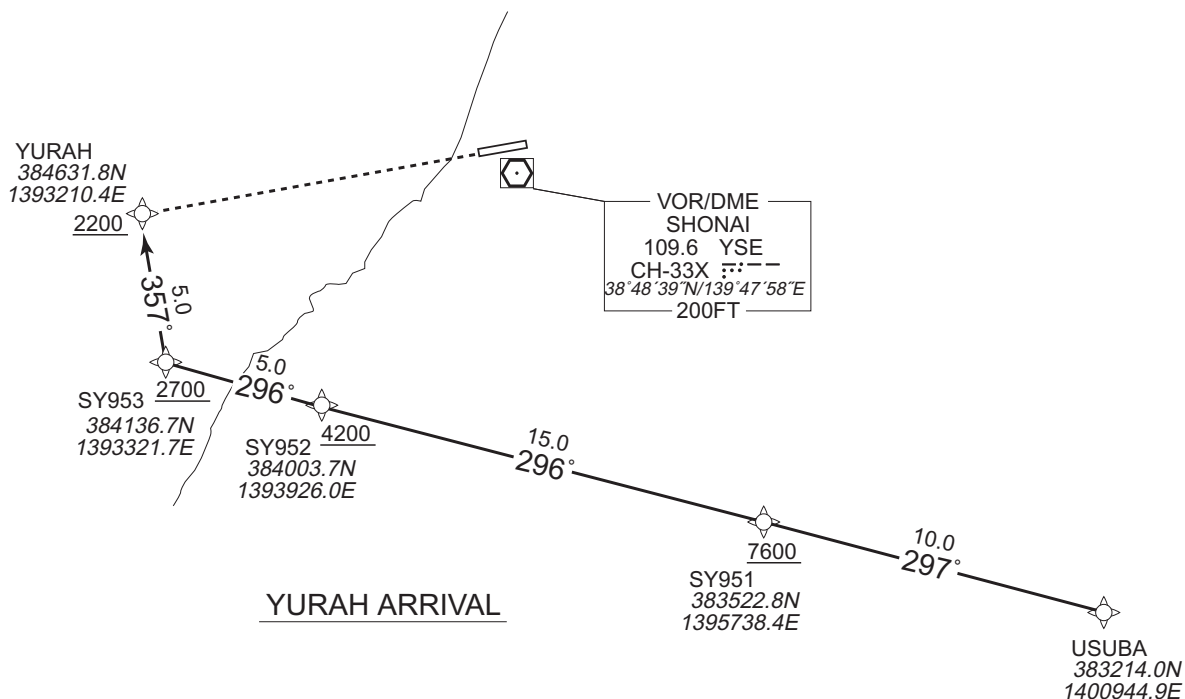 YURAH
384631.8N
1393210.4E
2200
VOR/DME
SHONAI
109.6 YSE
CH-33X
38°48´39˝N/139°47´58˝E
200FT
5.0
357°
5.0
296°
2700
SY953
384136.7N
1393321.7E
4200
SY952
384003.7N
1393926.0E
15.0
296°
7600
SY951
383522.8N
1395738.4E
10.0
297°
USUBA
383214.0N
1400944.9E
YURAH ARRIVAL